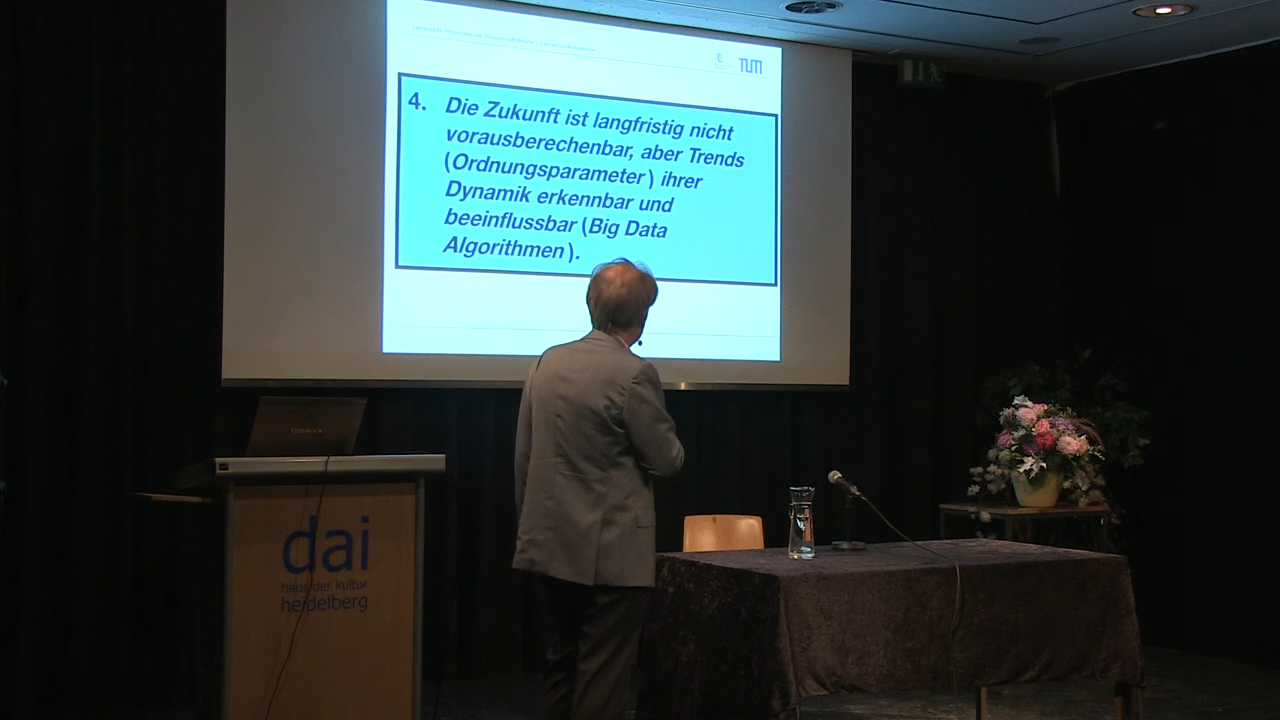 TUM
4. Die Zukunft ist langfristig nicht
vorausberechenbar, aber Trends
(Ordnungsparameter) ihrer
Dynamik erkennbar und
beeinflussbar (Big Data
Algorithmen).
TOSHIBA
dai
haus der kultur
heidelberg